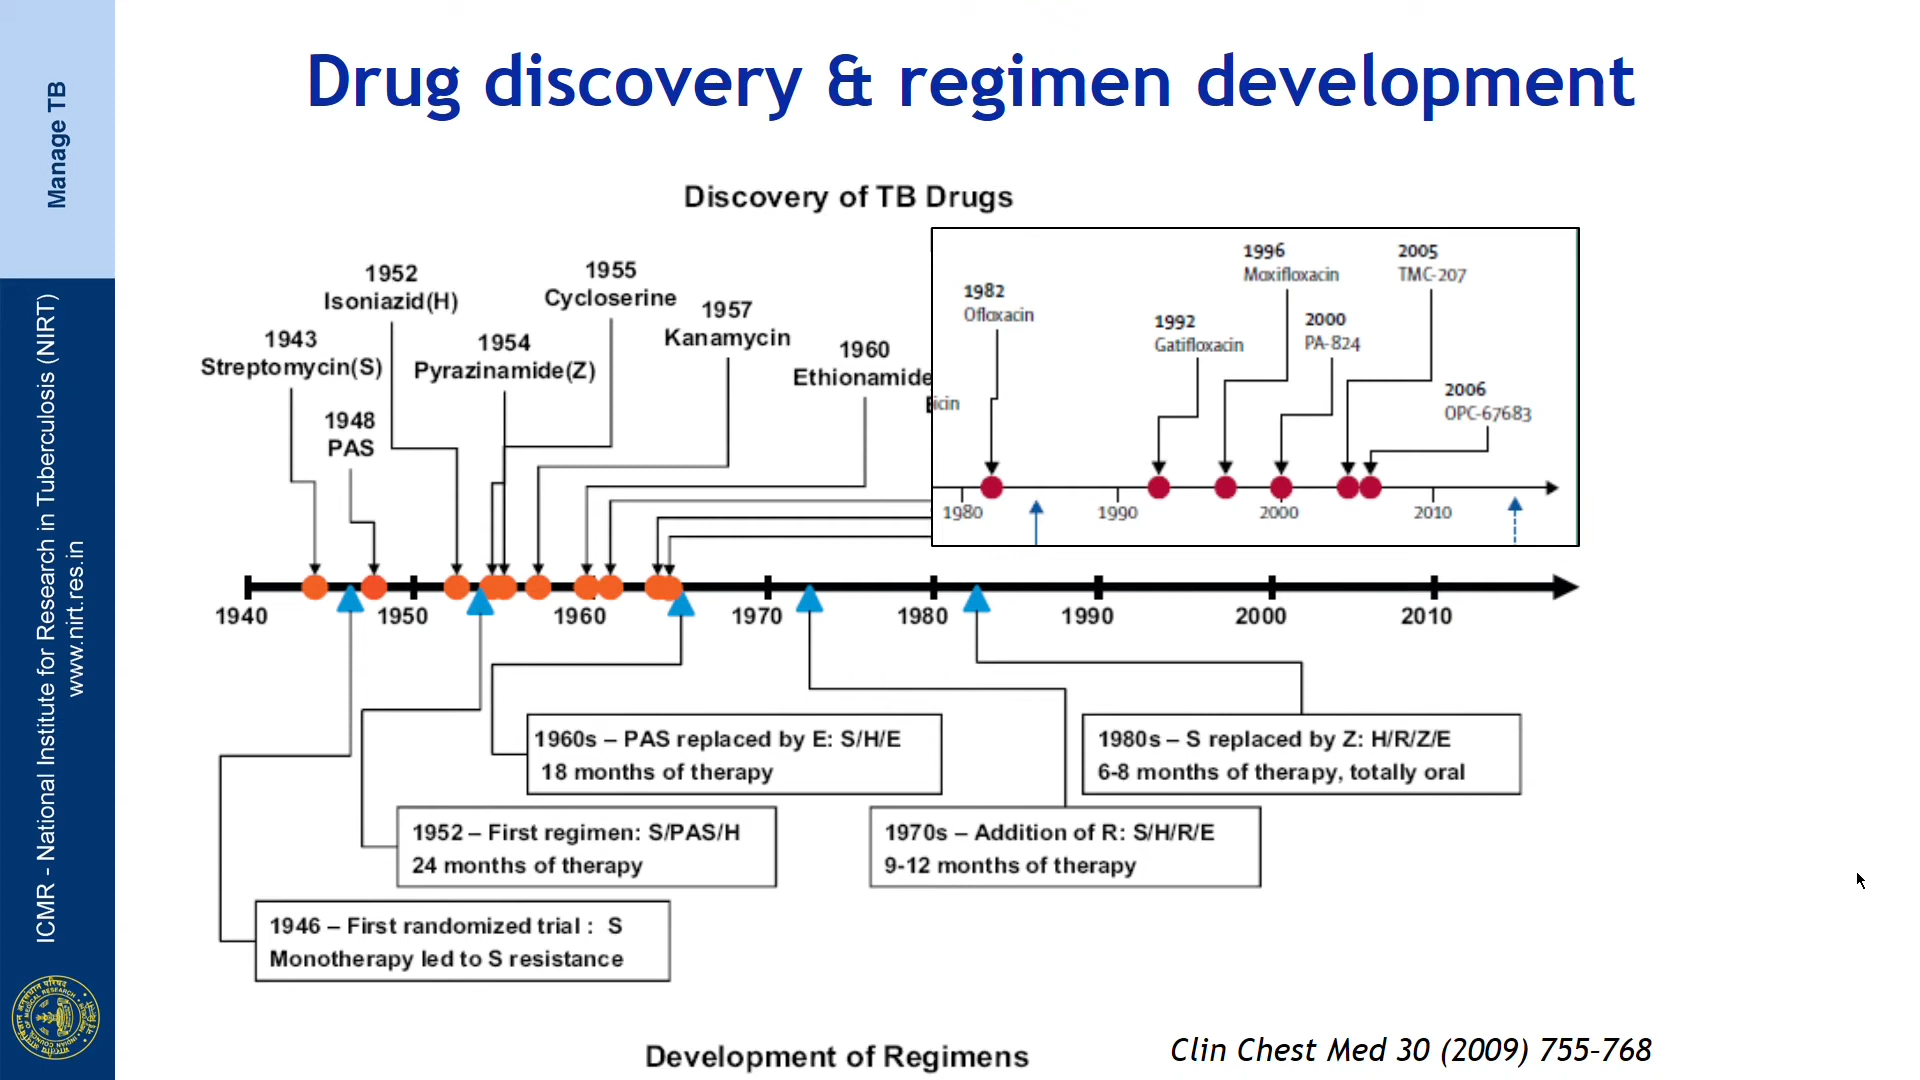 Manage TB
ICMR - National Institute for Research in Tuberculosis (NIRT)
www.nirt.res.in
Drug discovery & regimen development
Discovery of TB Drugs
1943
Streptomycin(S)
1948
PAS
1952
Isoniazid(H)
1954
Pyrazinamide(Z)
1955
Cycloserine
1957
Kanamycin
1960
Ethionamide
icin
1982
Ofloxacin
1992
Gatifloxacin
1996
Moxifloxacin
2000
PA-824
2005
TMC-207
2006
OPC-67683
1980
1990
2000
2010
1940
1950
1960
1970
1980
1990
2000
2010
1960s – PAS replaced by E: S/H/E
18 months of therapy
1980s – S replaced by Z: H/R/Z/E
6-8 months of therapy, totally oral
1952 – First regimen: S/PAS/H
24 months of therapy
1970s – Addition of R: S/H/R/E
9-12 months of therapy
1946 – First randomized trial : S
Monotherapy led to S resistance
Development of Regimens
Clin Chest Med 30 (2009) 755-768